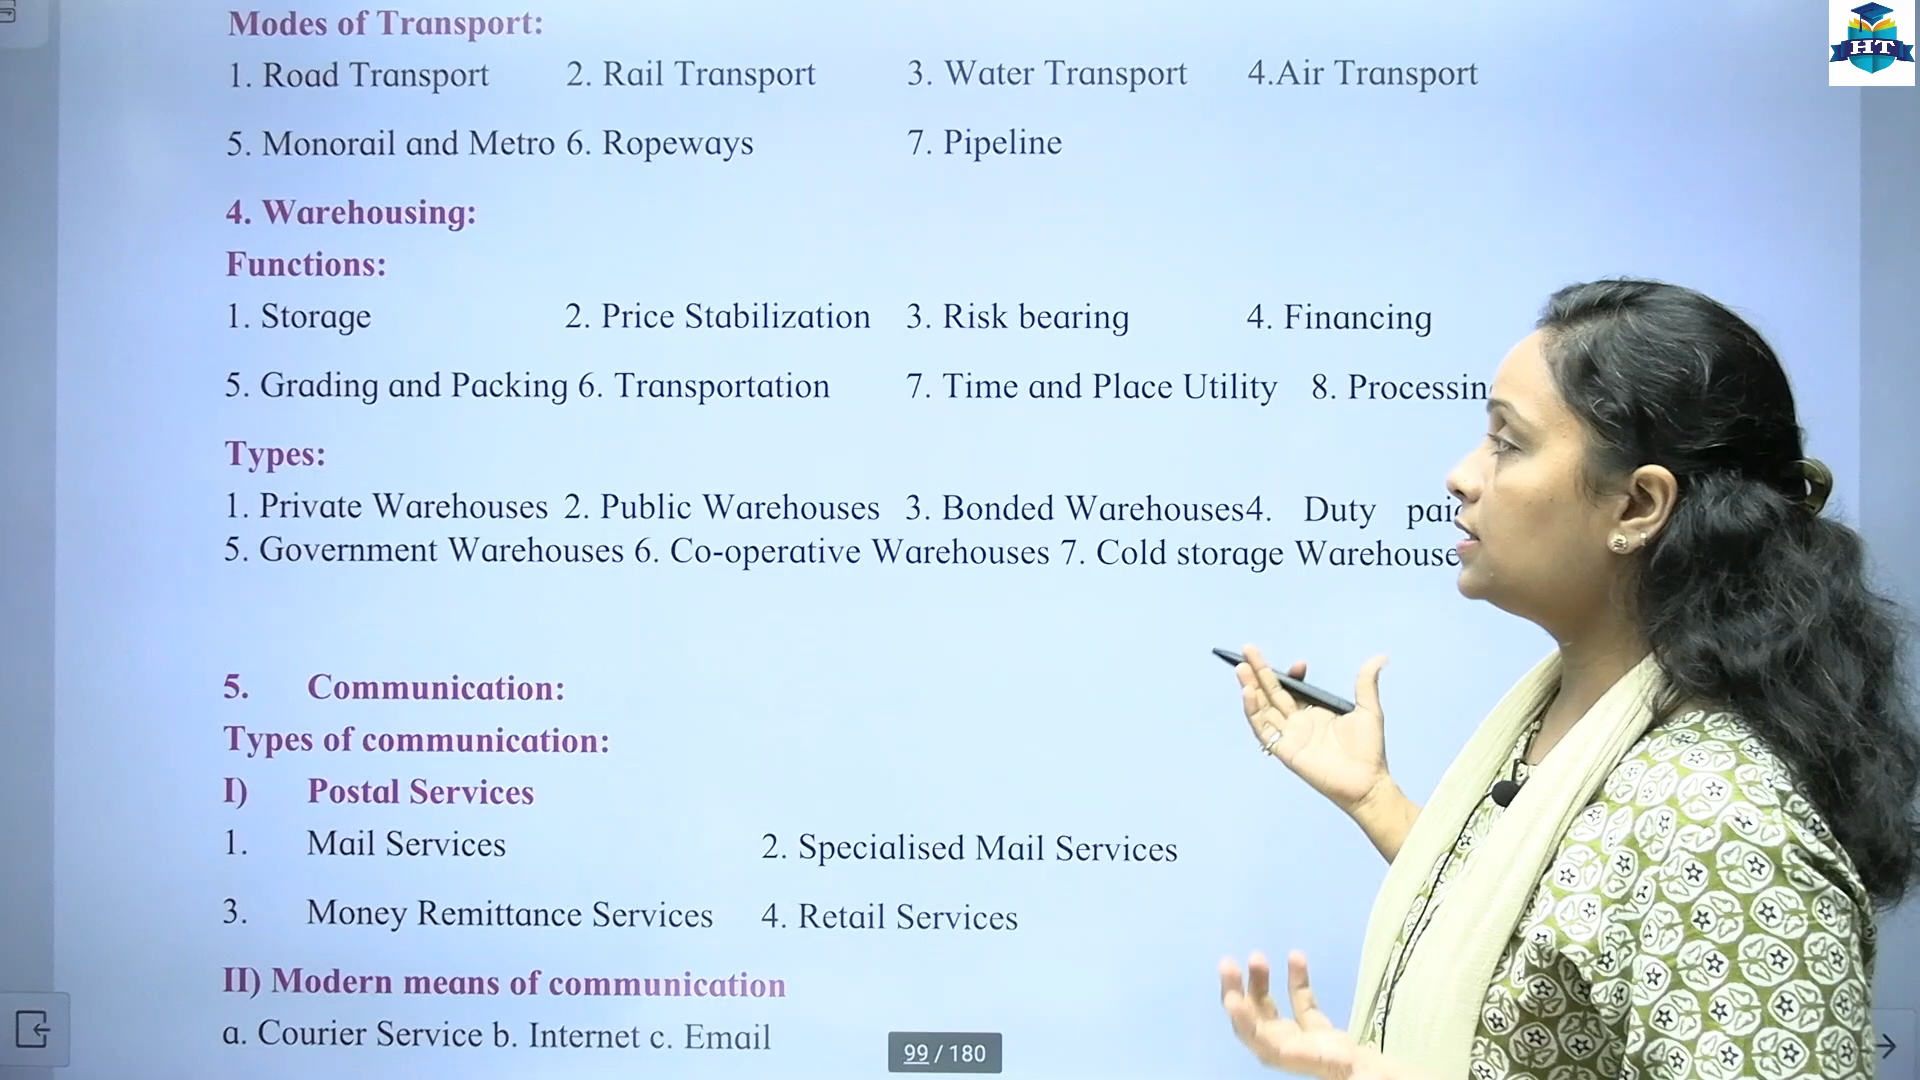 Modes of Transport:
1. Road Transport 2. Rail Transport 3. Water Transport 4.Air Transport
5. Monorail and Metro 6. Ropeways 7. Pipeline
4. Warehousing:
Functions:
1. Storage 2. Price Stabilization 3. Risk bearing 4. Financing
5. Grading and Packing 6. Transportation 7. Time and Place Utility 8.
Types:
1. Private Warehouses 2. Public Warehouses 3. Bonded Warehouses4. Duty
5. Government Warehouses 6. Co-operative Warehouses 7. Cold storage Warehouse
5. Communication:
Types of communication:
I) Postal Services
1. Mail Services 2. Specialised Mail Services
3. Money Remittance Services 4. Retail Services
II) Modern means of communication
a. Courier Service b. Internet c. Email
99 / 180
HT